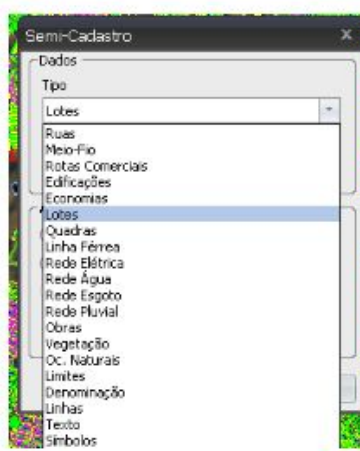 Semi-Cadastro x
Dados
Tipo
Lotes
Ruas
Meio-Fio
Rotas Comerciais
Edificações
Economias
Lotes
Quadras
Linha Férrea
Rede Elétrica
Rede Água
Rede Esgoto
Rede Pluvial
Obras
Vegetação
Oc. Naturais
Limites
Denominação
Linhas
Texto
Símbolos